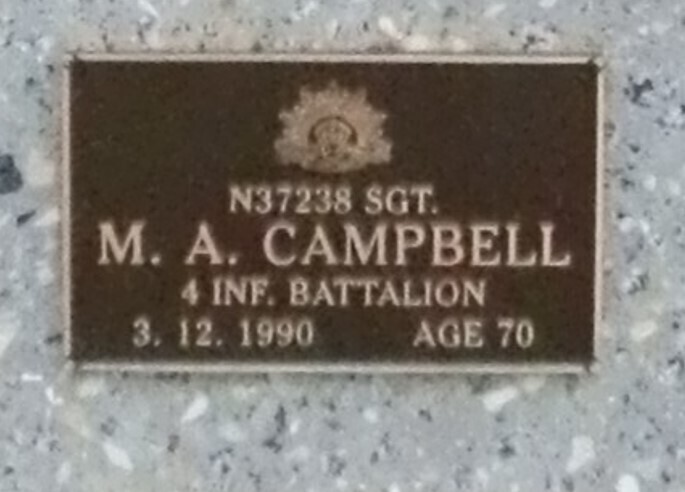 N37238 SGT.
M. A. CAMPBELL
4 INF. BATTALION
3. 12. 1990 AGE 70